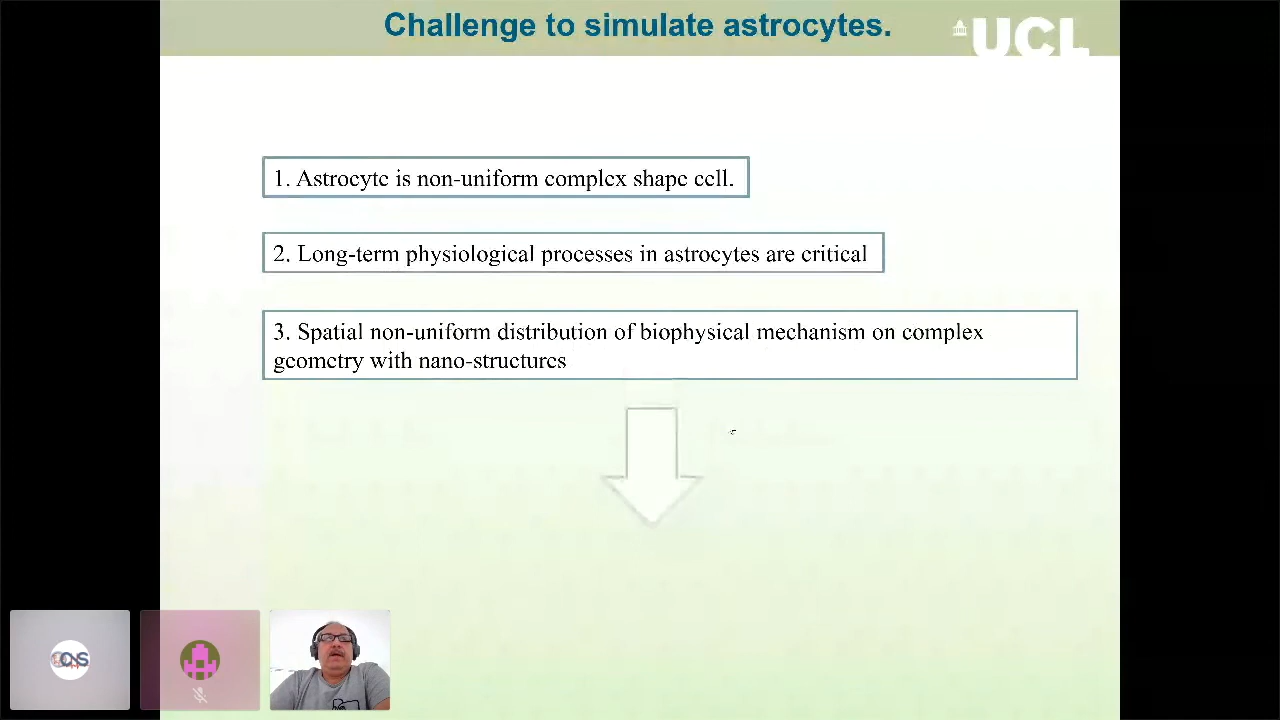 Challenge to simulate astrocytes.
UCL
1. Astrocyte is non-uniform complex shape cell.
2. Long-term physiological processes in astrocytes are critical
3. Spatial non-uniform distribution of biophysical mechanism on complex
geometry with nano-structures